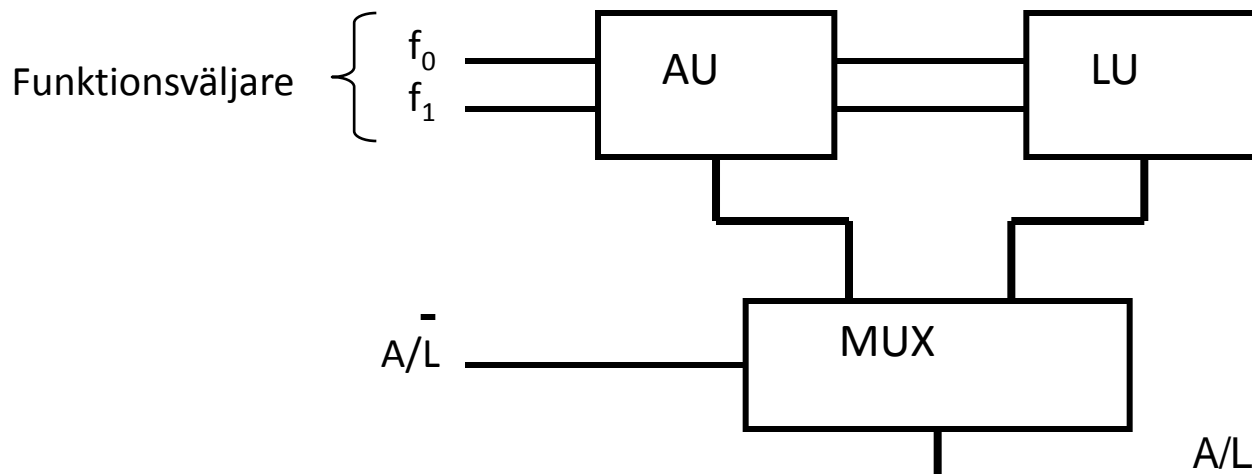 Funktionsväljare
f₀
f₁
AU
LU
A/L̅
MUX
A/L